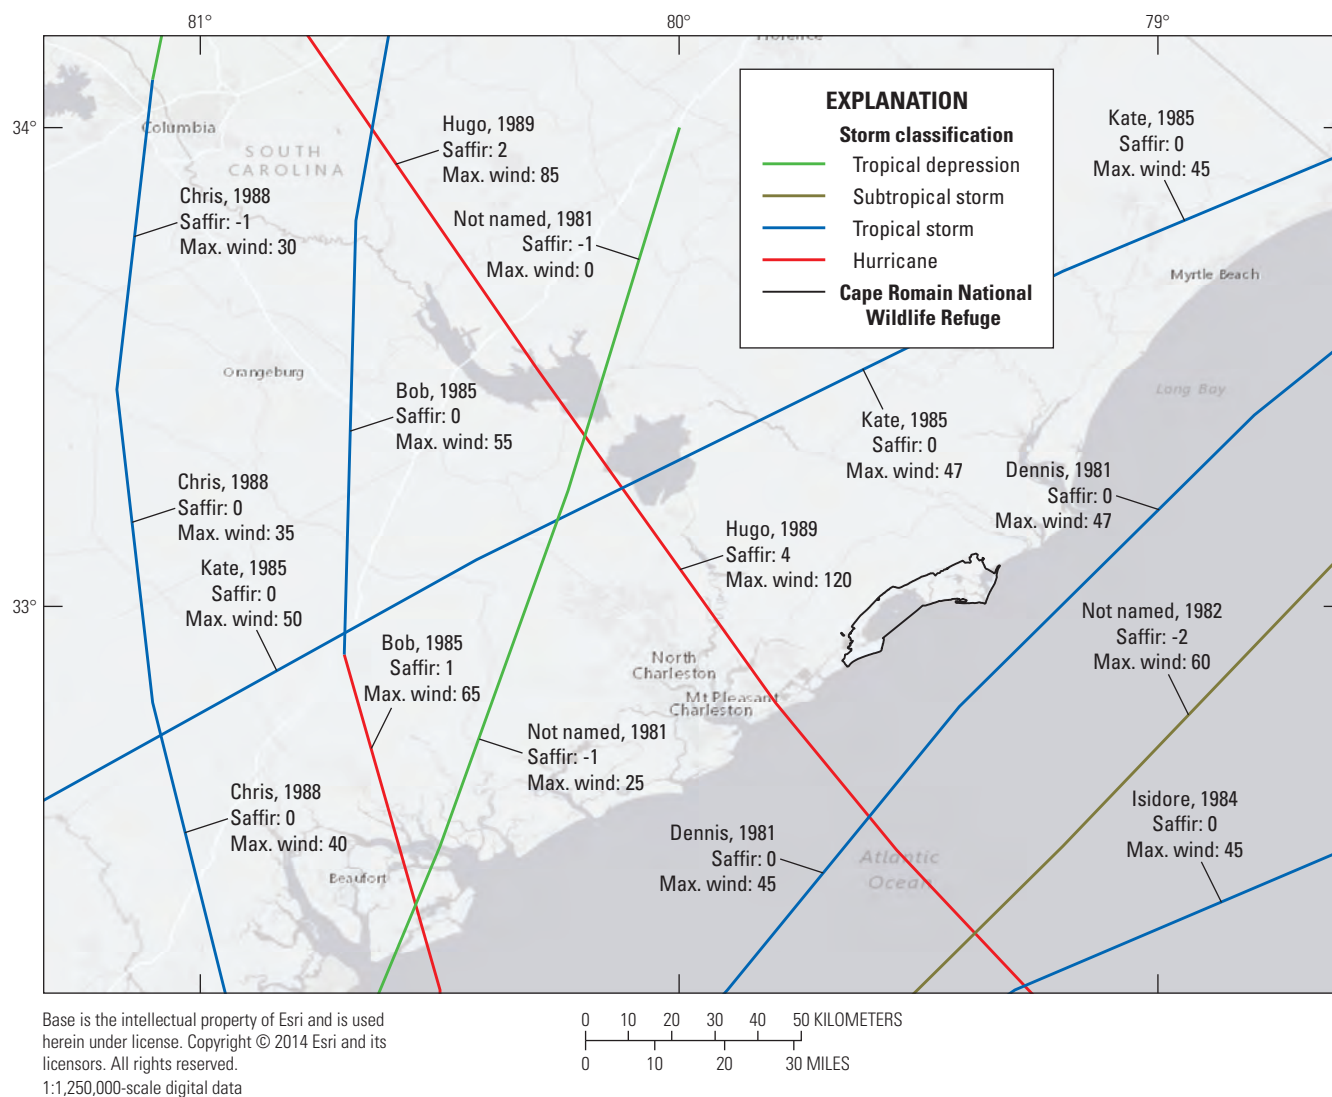 81°
80°
79°
34°
33°
Florence
Columbia
SOUTH
CAROLINA
Orangeburg
Myrtle Beach
Long Bay
North
Charleston
Mt Pleasant
Charleston
Beaufort
Atlantic
Ocean
EXPLANATION
Storm classification
Tropical depression
Subtropical storm
Tropical storm
Hurricane
Cape Romain National
Wildlife Refuge
Hugo, 1989
Saffir: 2
Max. wind: 85
Kate, 1985
Saffir: 0
Max. wind: 45
Chris, 1988
Saffir: -1
Max. wind: 30
Not named, 1981
Saffir: -1
Max. wind: 0
Bob, 1985
Saffir: 0
Max. wind: 55
Kate, 1985
Saffir: 0
Max. wind: 47
Dennis, 1981
Saffir: 0
Max. wind: 47
Chris, 1988
Saffir: 0
Max. wind: 35
Hugo, 1989
Saffir: 4
Max. wind: 120
Kate, 1985
Saffir: 0
Max. wind: 50
Not named, 1982
Saffir: -2
Max. wind: 60
Bob, 1985
Saffir: 1
Max. wind: 65
Not named, 1981
Saffir: -1
Max. wind: 25
Chris, 1988
Saffir: 0
Max. wind: 40
Dennis, 1981
Saffir: 0
Max. wind: 45
Isidore, 1984
Saffir: 0
Max. wind: 45
Base is the intellectual property of Esri and is used
herein under license. Copyright © 2014 Esri and its
licensors. All rights reserved.
1:1,250,000-scale digital data
0 10 20 30 40 50 KILOMETERS
0 10 20 30 MILES